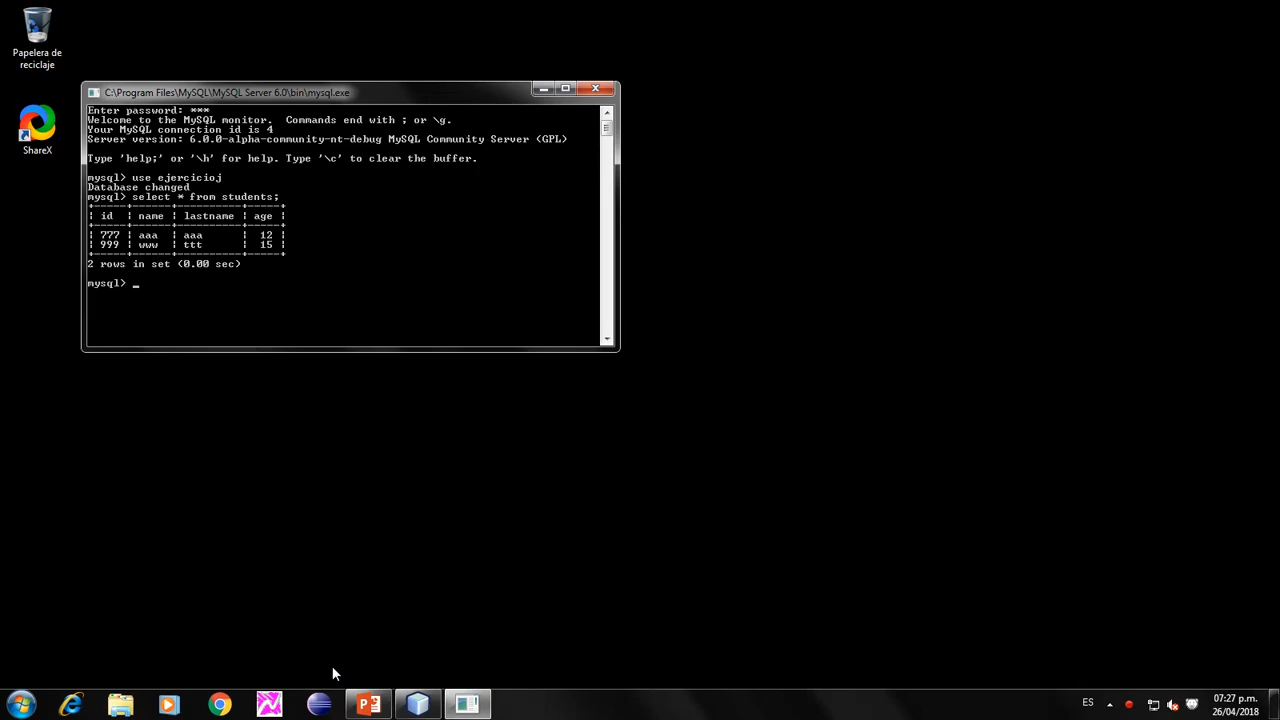 Papelera de
reciclaje
ShareX
C:\Program Files\MySQL\MySQL Server 6.0\bin\mysql.exe
Enter password: ***
Welcome to the MySQL monitor.  Commands end with ; or \g.
Your MySQL connection id is 4
Server version: 6.0.0-alpha-community-nt-debug MySQL Community Server (GPL)
Type 'help;' or '\h' for help. Type '\c' to clear the buffer.
mysql> use ejercicioj
Database changed
mysql> select * from students;
+-----+------+----------+-----+
| id  | name | lastname | age |
+-----+------+----------+-----+
| 777 | aaa  | aaa      |  12 |
| 999 | www  | ttt      |  15 |
+-----+------+----------+-----+
2 rows in set (0.00 sec)
mysql> _
ES
07:27 p.m.
26/04/2018